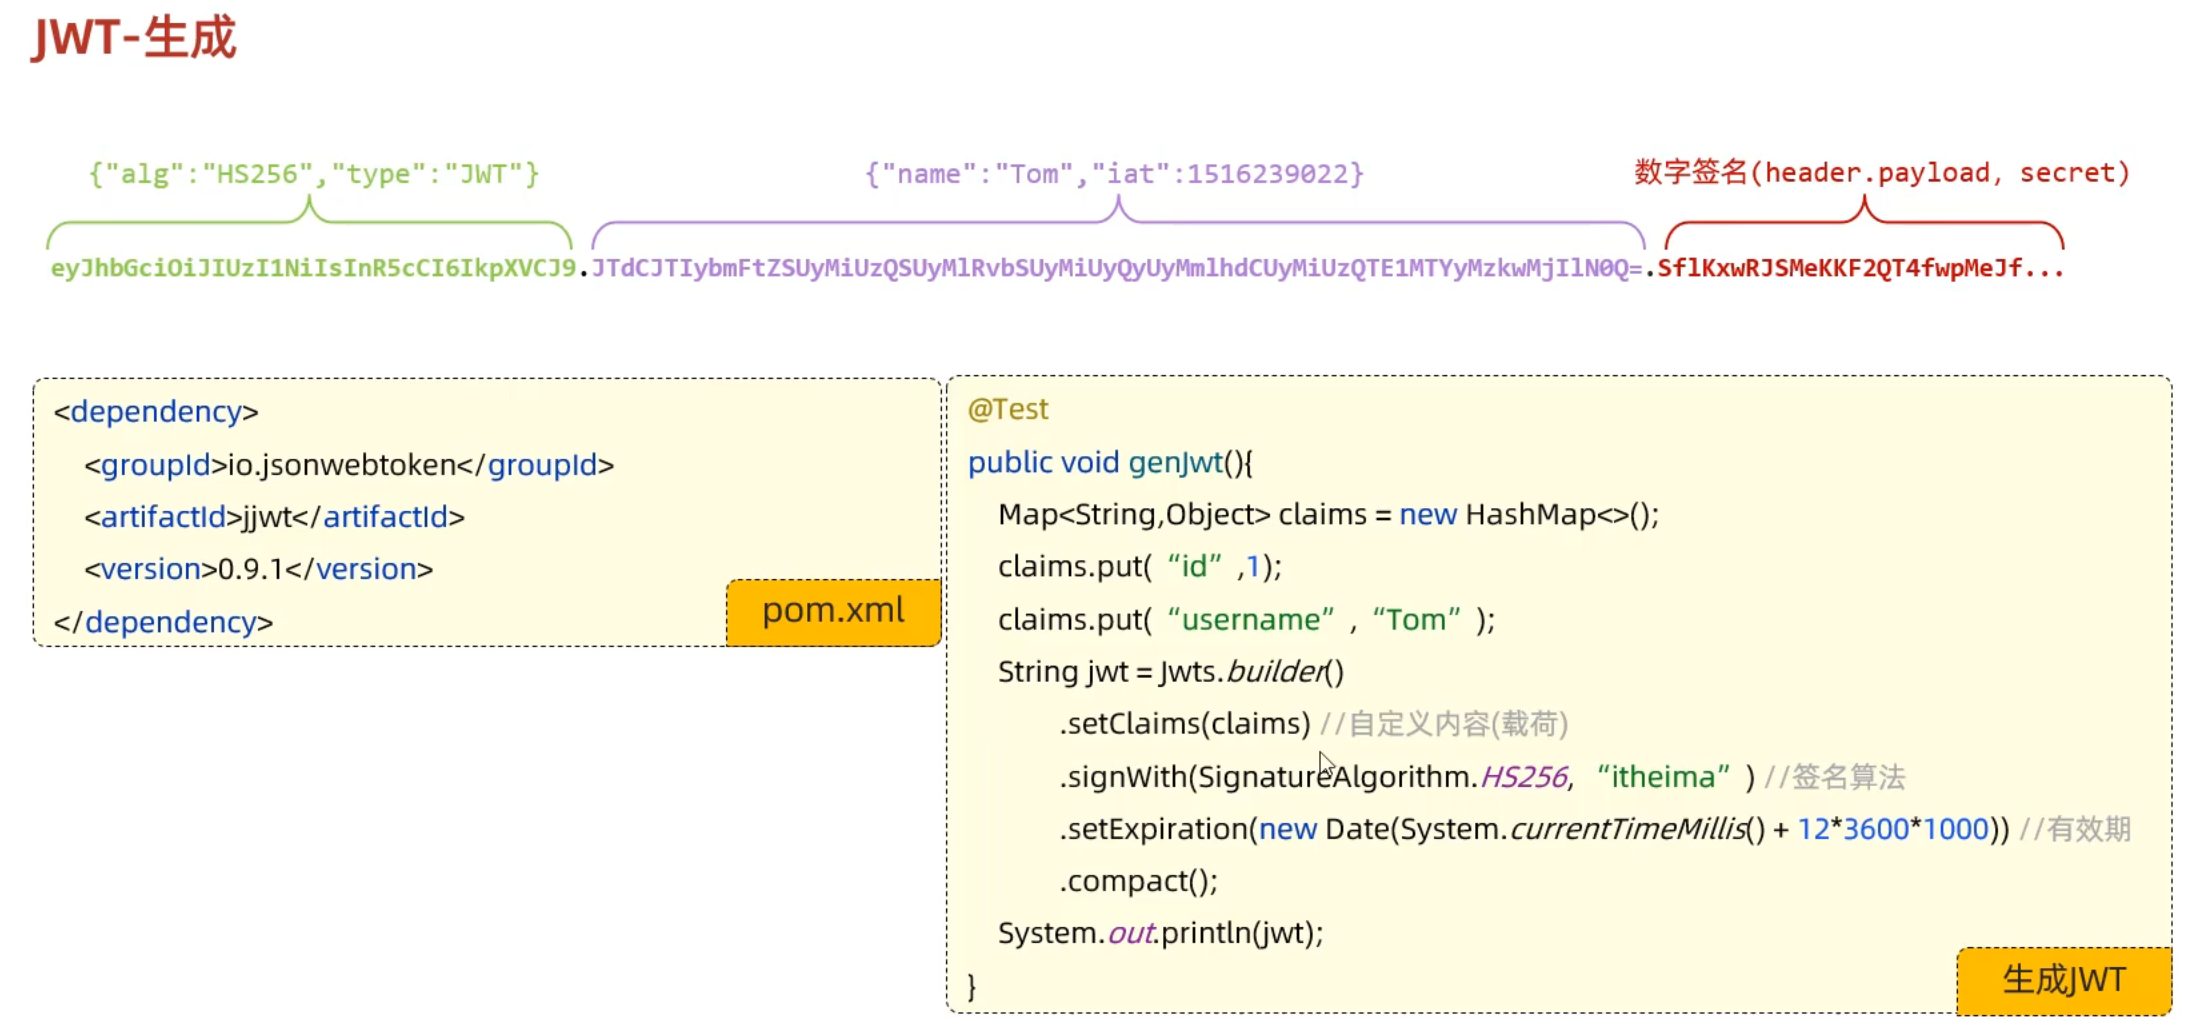 JWT-生成
{"alg":"HS256","type":"JWT"}
{"name":"Tom","iat":1516239022}
数字签名(header.payload, secret)
eyJhbGciOiJIUzI1NiIsInR5cCI6IkpXVCJ9.JTdCJTIybmFtZSUyMiUzQSUyMlRvbSUyMiUyQyUyMmlhdCUyMiUzQTE1MTYyMzkwMjIlN0Q=.SflKxwRJSMeKKF2QT4fwpMeJf...
<dependency>
<groupId>io.jsonwebtoken</groupId>
<artifactId>jjwt</artifactId>
<version>0.9.1</version>
</dependency>
pom.xml
@Test
public void genJwt(){
Map<String,Object> claims = new HashMap<>();
claims.put( “id” ,1);
claims.put( “username” , “Tom” );
String jwt = Jwts.builder()
.setClaims(claims) //自定义内容(载荷)
.signWith(SignatureAlgorithm.HS256, “itheima” ) //签名算法
.setExpiration(new Date(System.currentTimeMillis() + 12*3600*1000)) //有效期
.compact();
System.out.println(jwt);
}
生成JWT